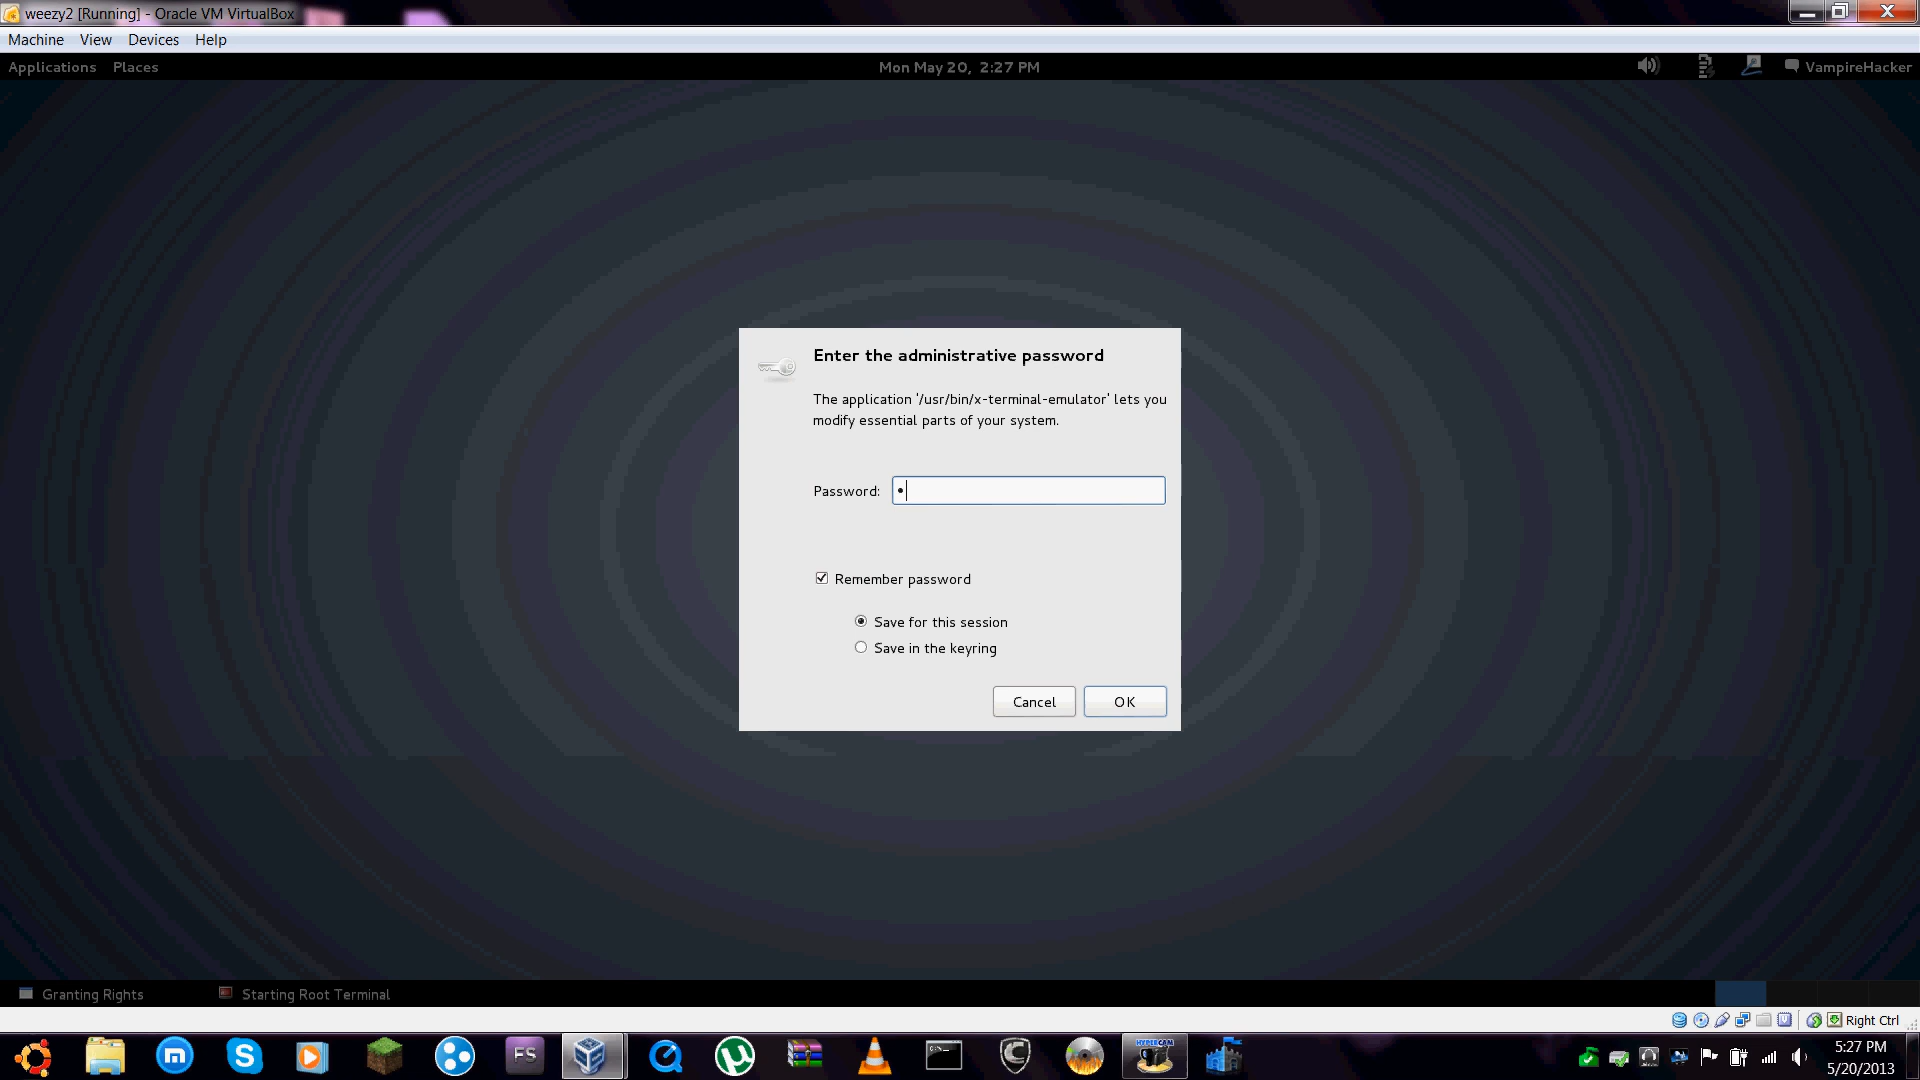 weezy2 [Running] - Oracle VM VirtualBox
Machine View Devices Help
Applications Places Mon May 20, 2:27 PM VampireHacker
Enter the administrative password
The application '/usr/bin/x-terminal-emulator' lets you
modify essential parts of your system.
Password: •
Remember password
Save for this session
Save in the keyring
Cancel OK
Granting Rights Starting Root Terminal
Right Ctrl
FS
HYPERCAM
5:27 PM
5/20/2013